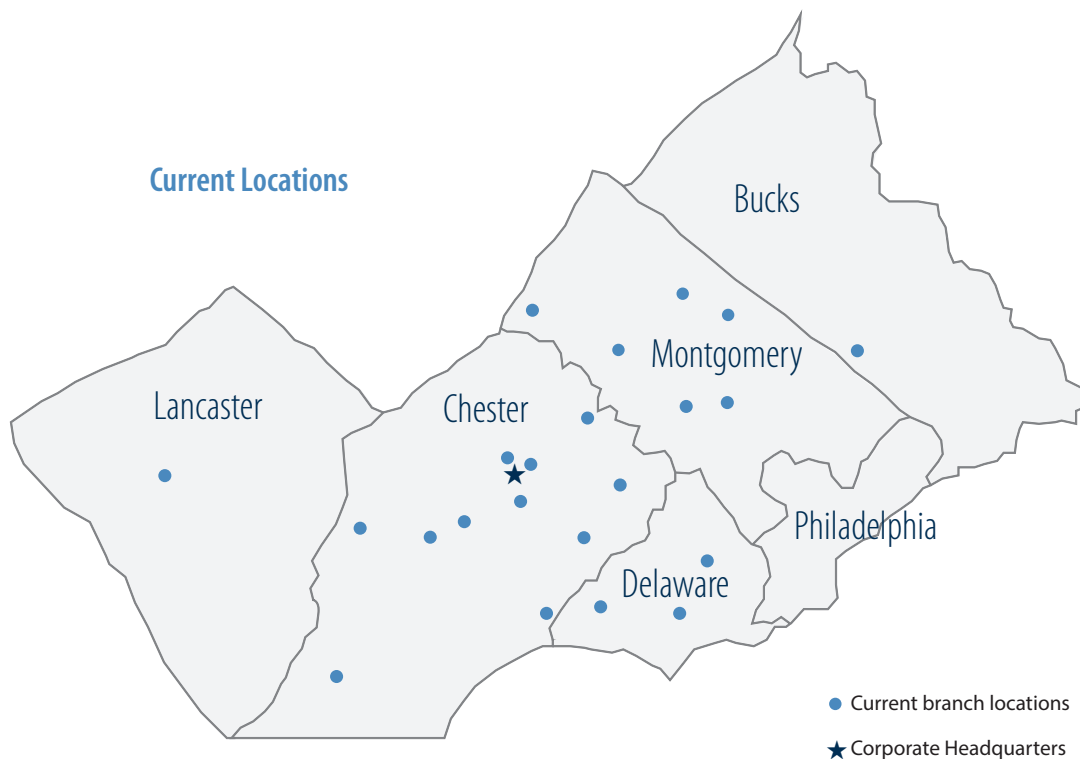 Current Locations
Bucks
Montgomery
Lancaster
Chester
Philadelphia
Delaware
Current branch locations
Corporate Headquarters